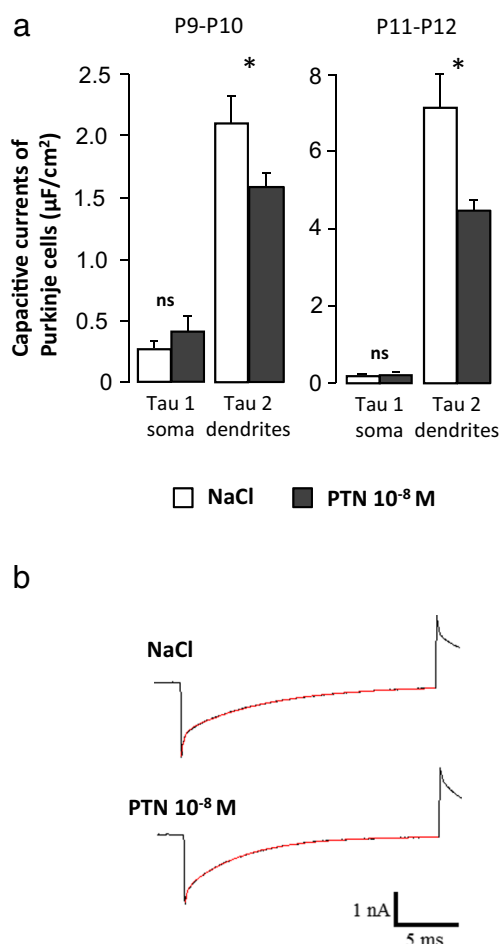 a
P9-P10 P11-P12
Capacitive currents of
Purkinje cells (µF/cm²)
2.5
2.0
1.5
1.0
0.5
0
ns
*
Tau 1 Tau 2
soma dendrites
8
6
4
2
0
ns
*
Tau 1 Tau 2
soma dendrites
NaCl PTN 10⁻⁸ M
b
NaCl
PTN 10⁻⁸ M
1 nA
5 ms